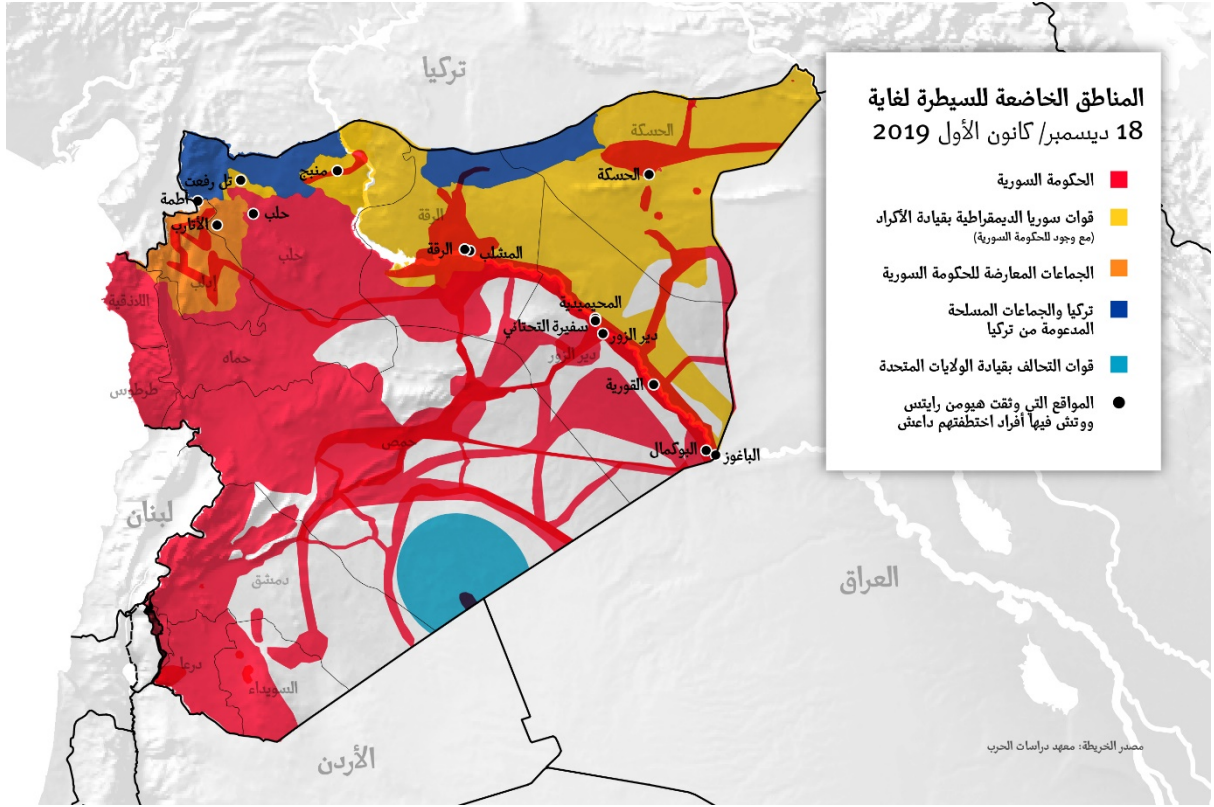 المناطق الخاضعة للسيطرة لغاية
18 ديسمبر/ كانون الأول 2019
الحكومة السورية
قوات سوريا الديمقراطية بقيادة الأكراد
(مع وجود للحكومة السورية)
الجماعات المعارضة للحكومة السورية
تركيا والجماعات المسلحة
المدعومة من تركيا
قوات التحالف بقيادة الولايات المتحدة
المواقع التي وثقت هيومن رايتس
ووتش فيها أفراد اختطفتهم داعش
تركيا
الحسكة
الحسكة
منبج
تل رفعت
اطمة
حلب
الأتارب
حلب
الرقة
المشلب
الرقة
إدلب
اللاذقية
المحيميدية
سفيرة التحتاني
دير الزور
دير الزور
حماه
طرطوس
القورية
حمص
البوكمال
الباغوز
لبنان
دمشق
العراق
درعا
السويداء
الأردن
مصدر الخريطة: معهد دراسات الحرب